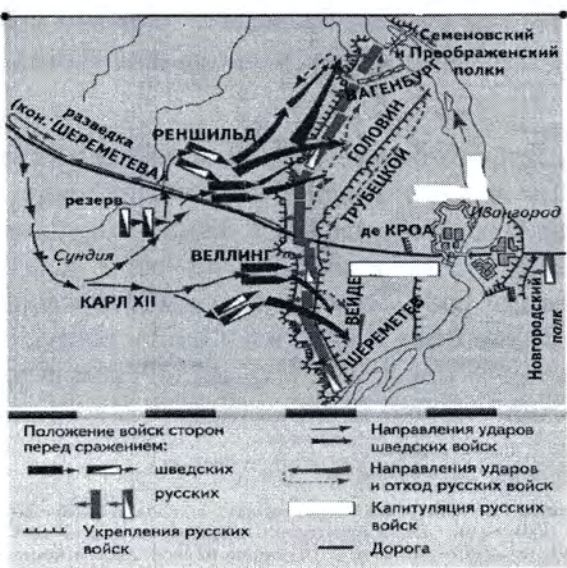 Семеновский
и Преображенский
полки
ВАГЕНБУРГ
разведка
(кон. ШЕРЕМЕТЕВА)
РЕНШИЛЬД
ГОЛОВИН
ТРУБЕЦКОЙ
резерв
Сундия
де КРОА
Ивангород
ВЕЛЛИНГ
КАРЛ XII
ВЕЙДЕ
ШЕРЕМЕТЕВ
Новгородский
полк
Положение войск сторон
перед сражением:
шведских
русских
Укрепления русских
войск
Направления ударов
шведских войск
Направления ударов
и отход русских войск
Капитуляция русских
войск
Дорога